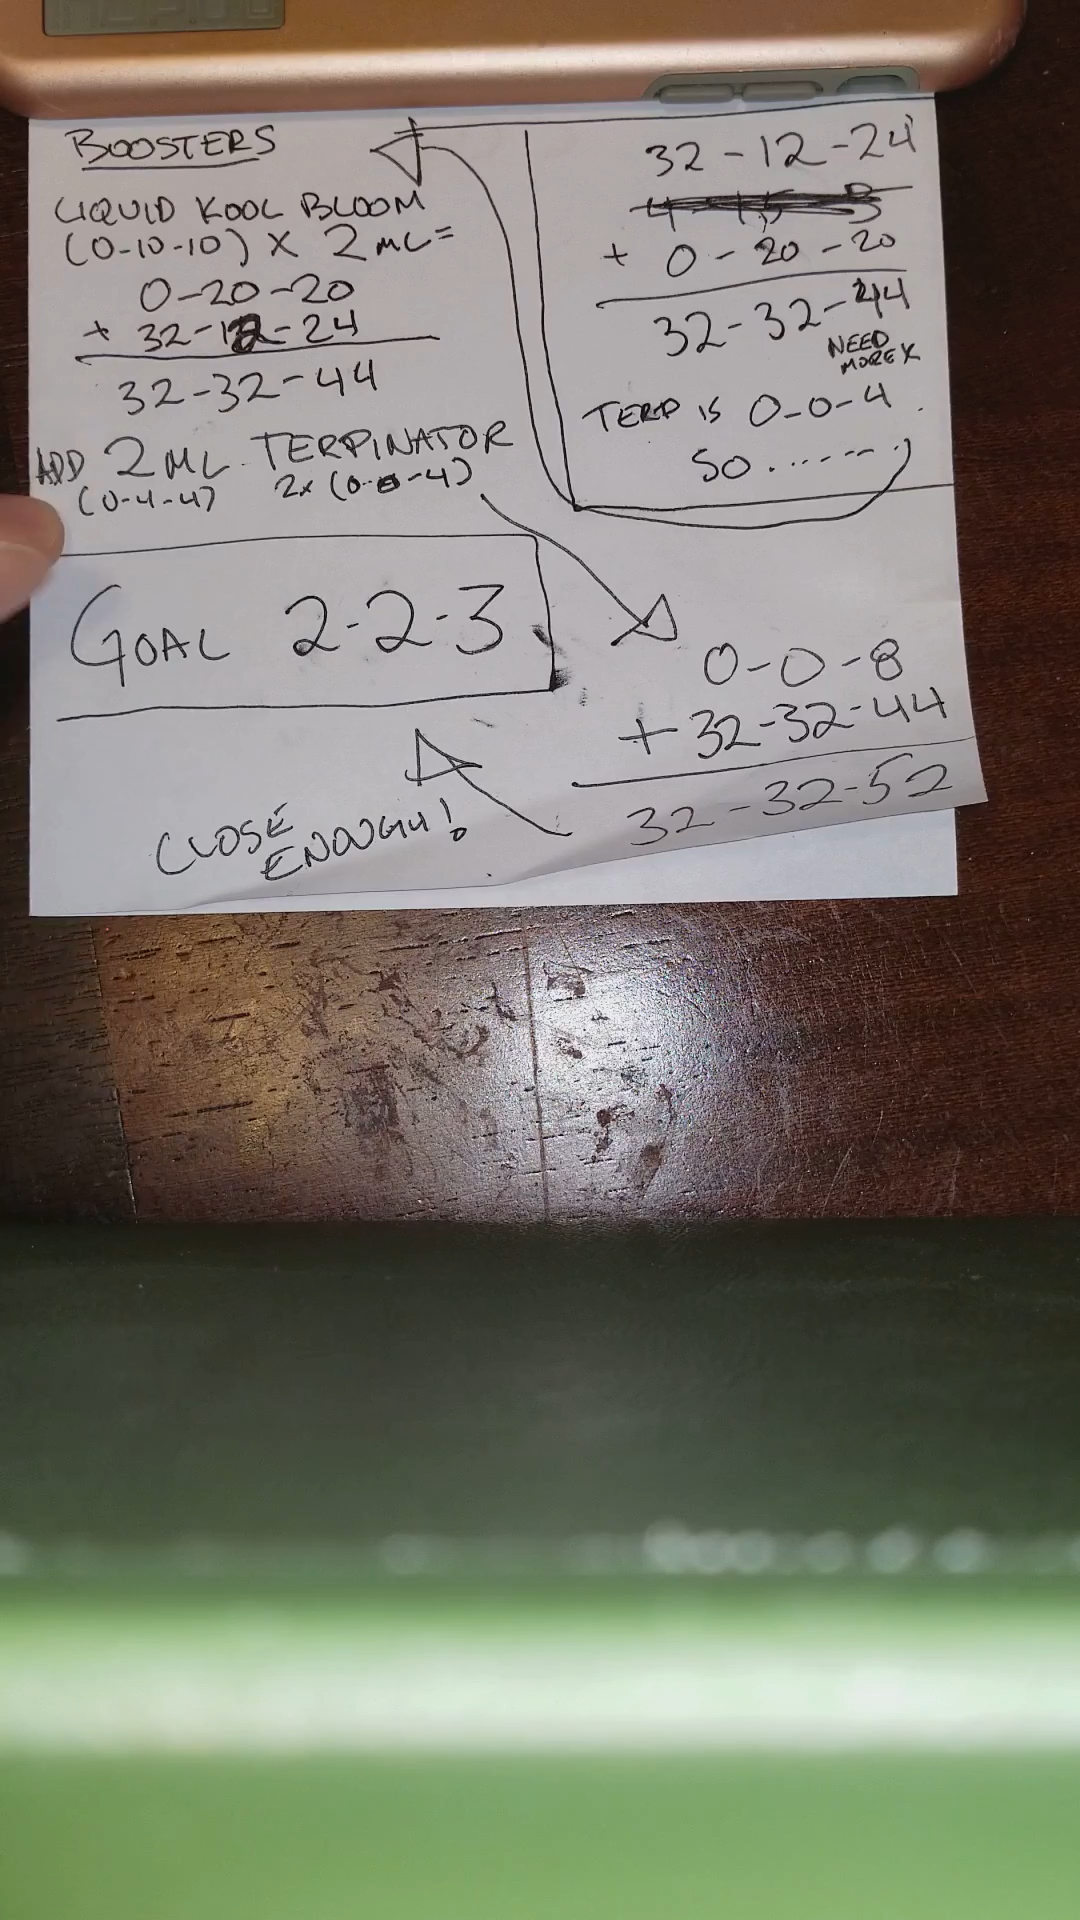 BOOSTERS
LIQUID KOOL BLOOM
(0-10-10) X 2 ML =
0-20-20
+ 32-12-24
32-32-44
ADD 2 ML TERPINATOR
(0-4-4) 2x (0-0-4)
32-12-24
+ 0-20-20
32-32-44
NEED
MORE K
TERP IS 0-0-4
SO.......
GOAL 2-2-3
0-0-8
+ 32-32-44
32-32-52
CLOSE
ENOUGH!